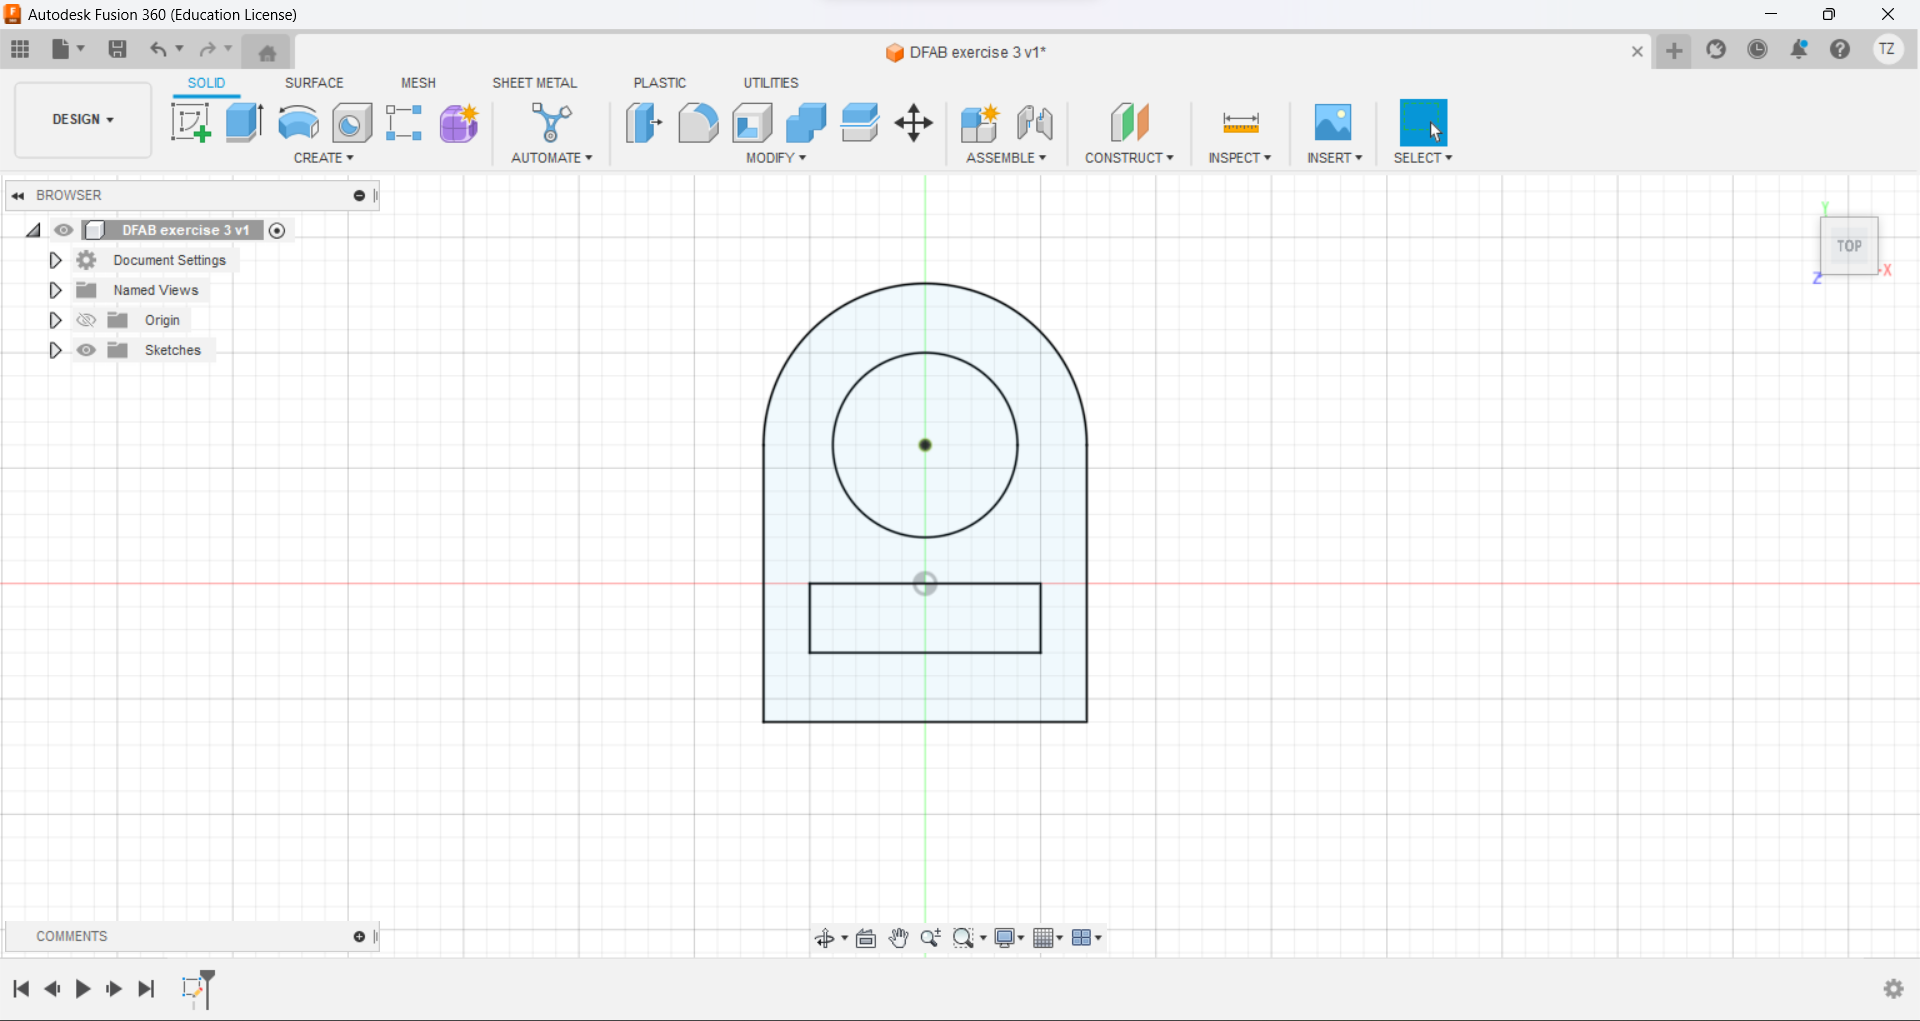 Autodesk Fusion 360 (Education License)
DFAB exercise 3 v1*
TZ
SOLID SURFACE MESH SHEET METAL PLASTIC UTILITIES
DESIGN
CREATE AUTOMATE MODIFY ASSEMBLE CONSTRUCT INSPECT INSERT SELECT
BROWSER
DFAB exercise 3 v1
Document Settings
Named Views
Origin
Sketches
Y
TOP
X
Z
COMMENTS